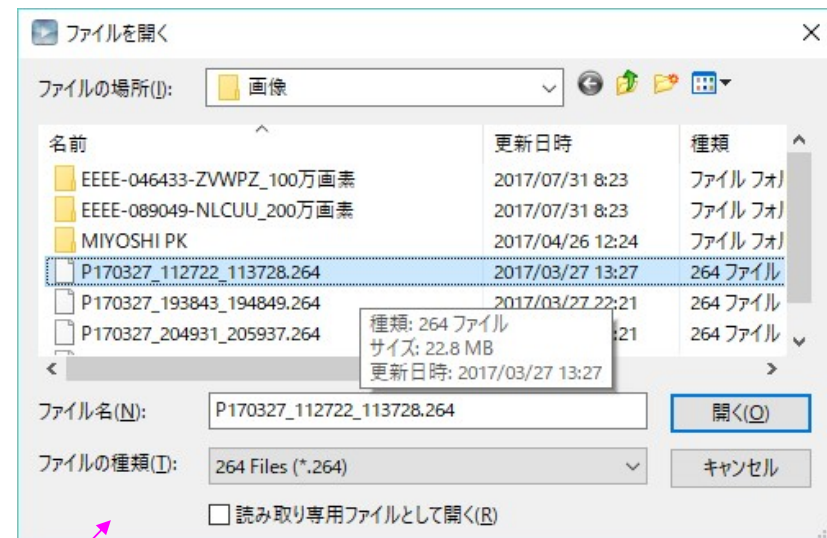 ファイルを開く
ファイルの場所(I): 画像
名前 更新日時 種類
EEEE-046433-ZVWPZ_100万画素 2017/07/31 8:23 ファイル フォル
EEEE-089049-NLCUU_200万画素 2017/07/31 8:23 ファイル フォル
MIYOSHI PK 2017/04/26 12:24 ファイル フォル
P170327_112722_113728.264 2017/03/27 13:27 264 ファイル
P170327_193843_194849.264 2017/03/27 22:21 264 ファイル
P170327_204931_205937.264 :21 264 ファイル
種類: 264 ファイル
サイズ: 22.8 MB
更新日時: 2017/03/27 13:27
ファイル名(N): P170327_112722_113728.264 開く(O)
ファイルの種類(T): 264 Files (*.264) キャンセル
読み取り専用ファイルとして開く(R)